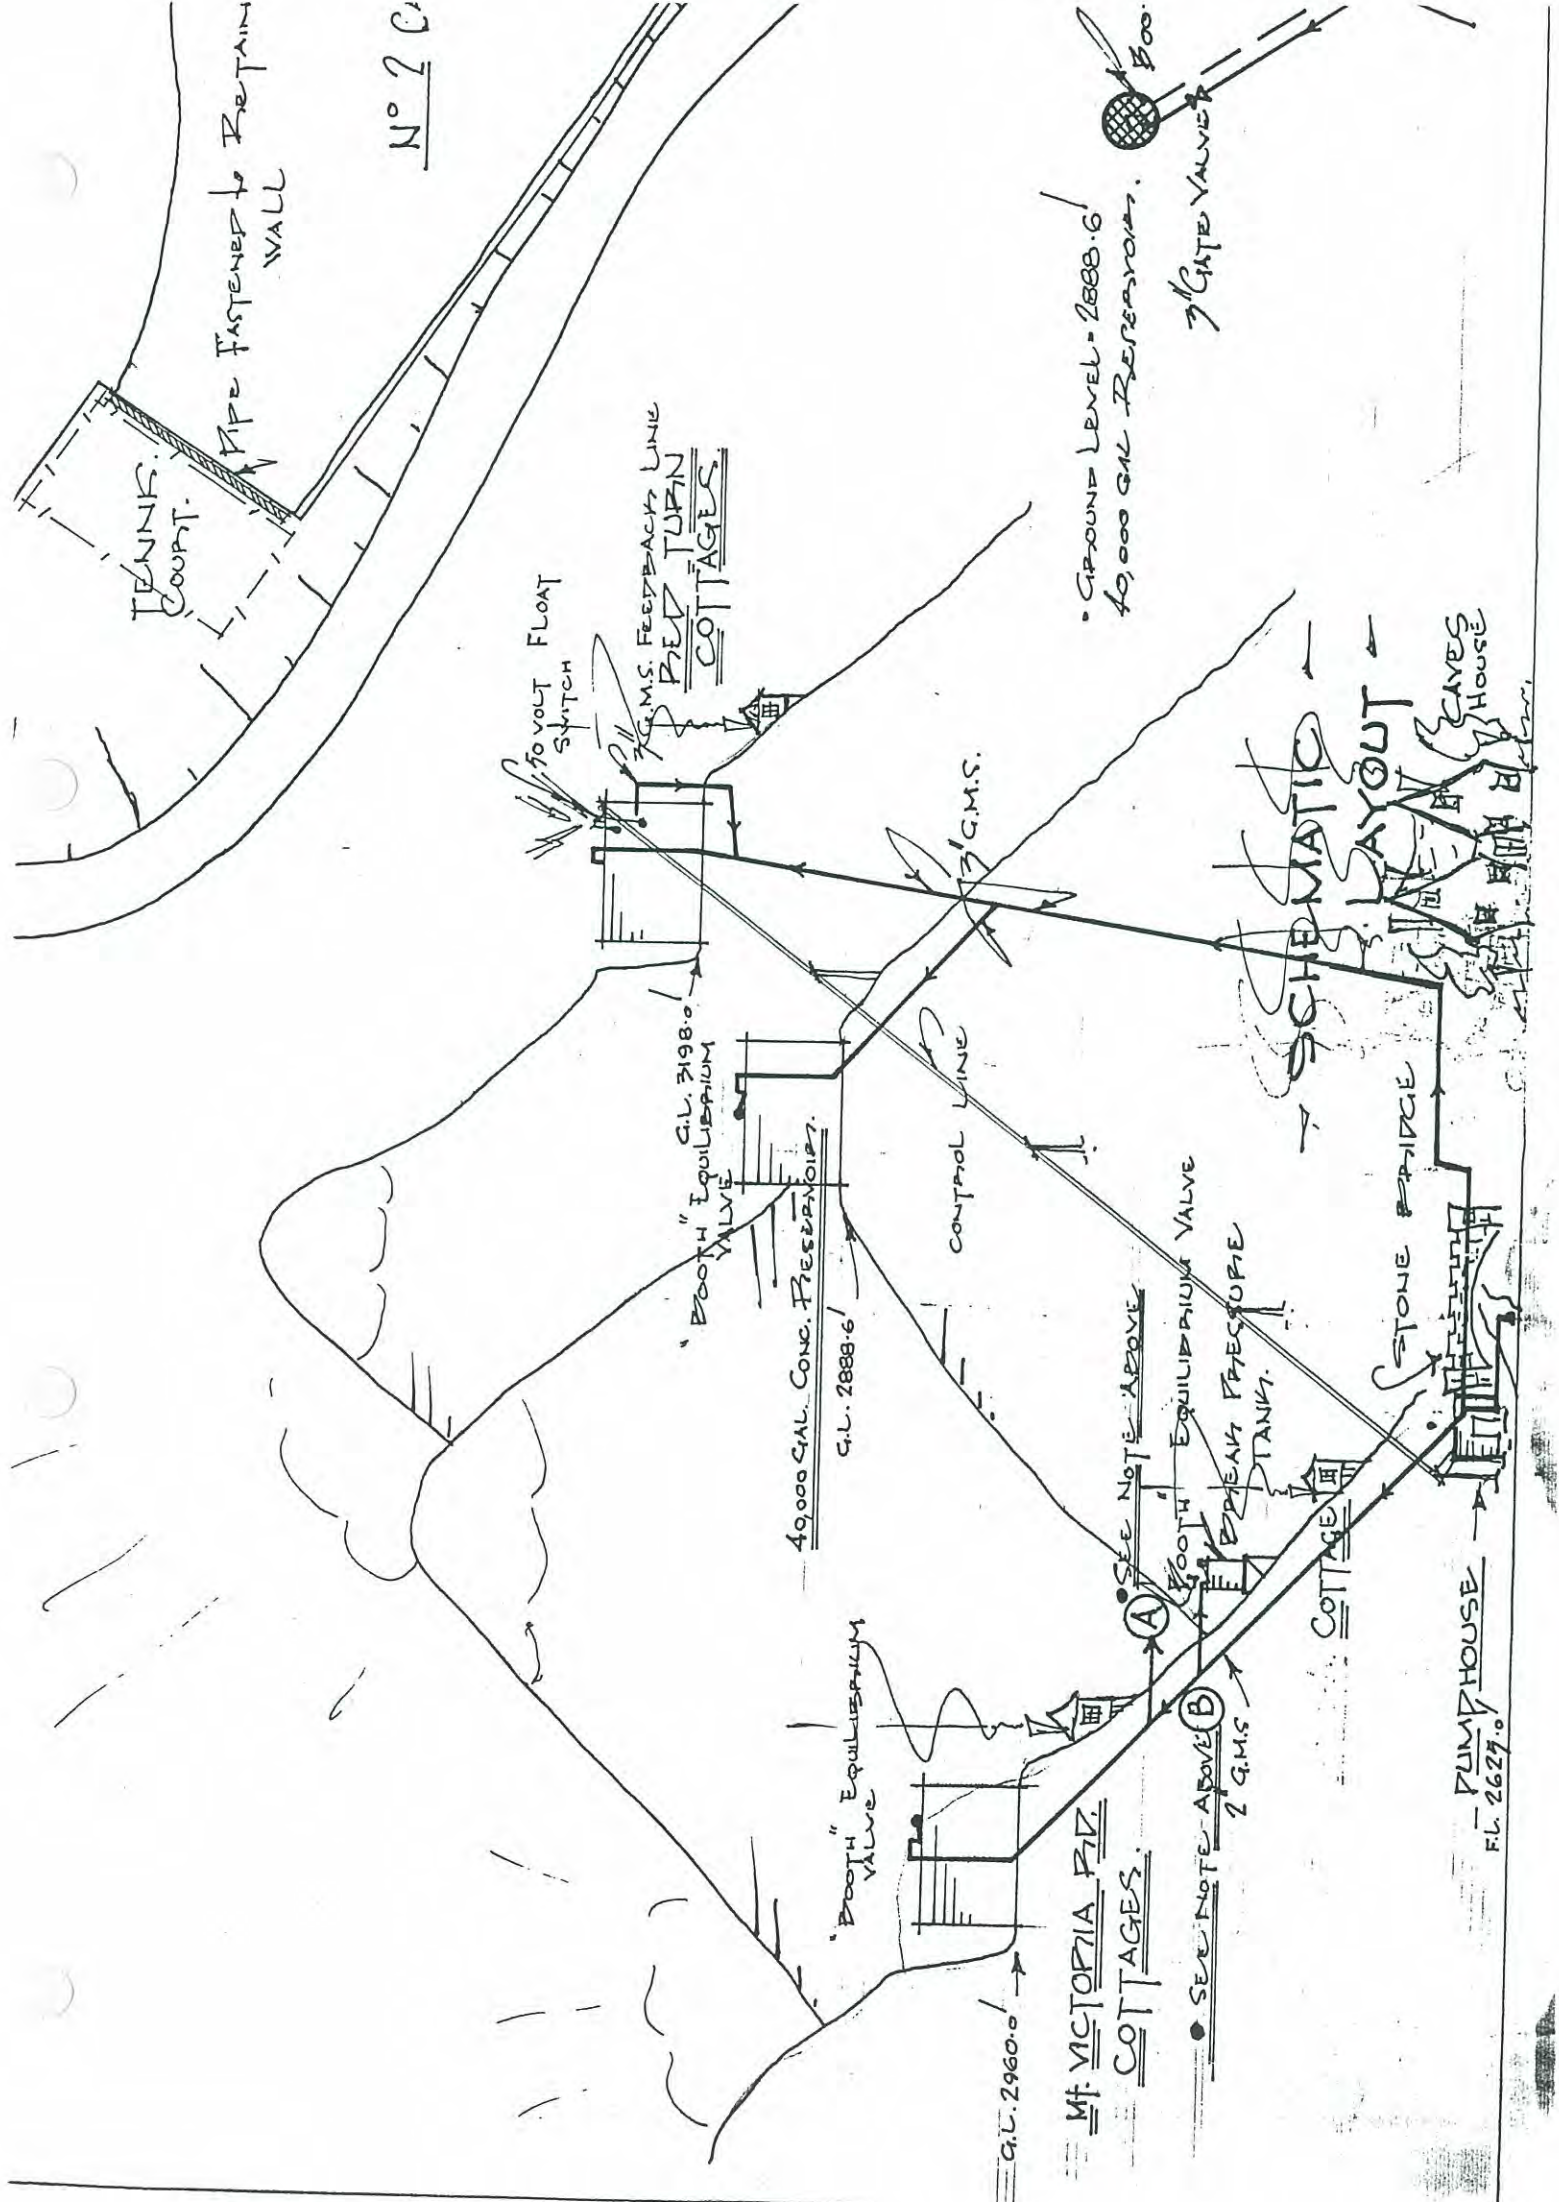 TENNIS.
COURT.
PIPE FASTENED to RETAIN
WALL
Nº 2
50 VOLT FLOAT
SWITCH
3" G.M.S. FEEDBACK LINE
RED TURN
COTTAGES.
• GROUND LEVEL = 2888.6'
40,000 GAL RESERVOIR.
3" GATE VALVE
BOO
G.L. 3198.0'
"BOOTH" EQUILIBRIUM
VALVE
3" G.M.S.
40,000 GAL. CONC. RESERVOIR.
G.L. 2888.6'
CONTROL LINE
SCHEMATIC
LAYOUT
CAVES
HOUSE
"BOOTH" EQUILIBRIUM
VALVE
• SEE NOTE ABOVE
A
"BOOTH" EQUILIBRIUM VALVE
BREAK PRESSURE
TANK.
STONE BRIDGE
COTTAGE
G.L. 2960.0'
Mt. VICTORIA RD.
COTTAGES.
• SEE NOTE ABOVE
B
2" G.M.S
PUMPHOUSE